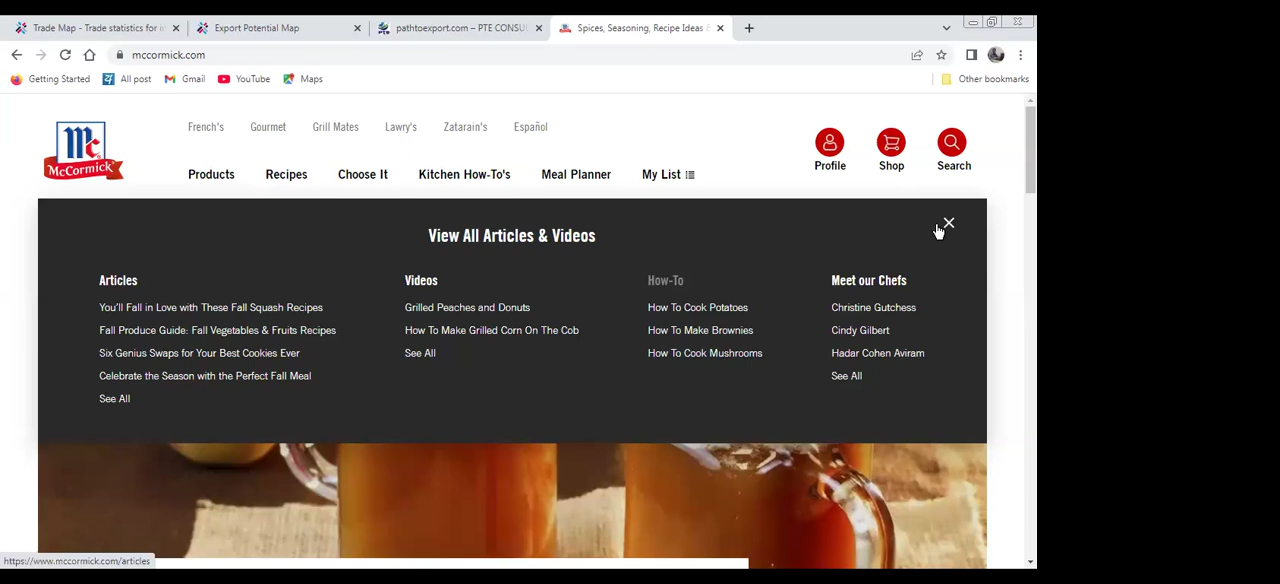 Trade Map - Trade statistics for in
Export Potential Map
pathtoexport.com – PTE CONSUL
Spices, Seasoning, Recipe Ideas &
mccormick.com
Getting Started
All post
Gmail
YouTube
Maps
Other bookmarks
French's
Gourmet
Grill Mates
Lawry's
Zatarain's
Español
Mc
McCormick
Products
Recipes
Choose It
Kitchen How-To's
Meal Planner
My List
Profile
Shop
Search
View All Articles & Videos
Articles
You'll Fall in Love with These Fall Squash Recipes
Fall Produce Guide: Fall Vegetables & Fruits Recipes
Six Genius Swaps for Your Best Cookies Ever
Celebrate the Season with the Perfect Fall Meal
See All
Videos
Grilled Peaches and Donuts
How To Make Grilled Corn On The Cob
See All
How-To
How To Cook Potatoes
How To Make Brownies
How To Cook Mushrooms
Meet our Chefs
Christine Gutchess
Cindy Gilbert
Hadar Cohen Aviram
See All
https://www.mccormick.com/articles